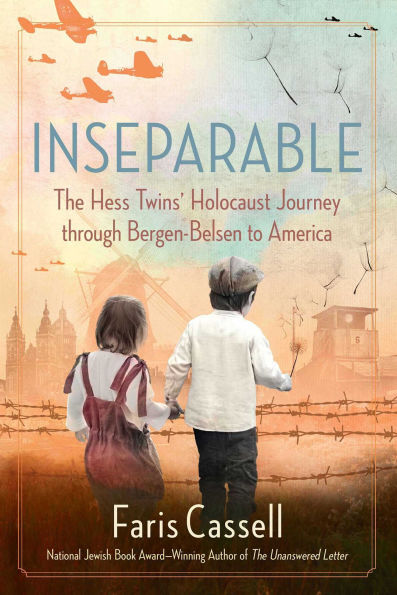 INSEPARABLE
The Hess Twins' Holocaust Journey
through Bergen-Belsen to America
Faris Cassell
National Jewish Book Award—Winning Author of The Unanswered Letter